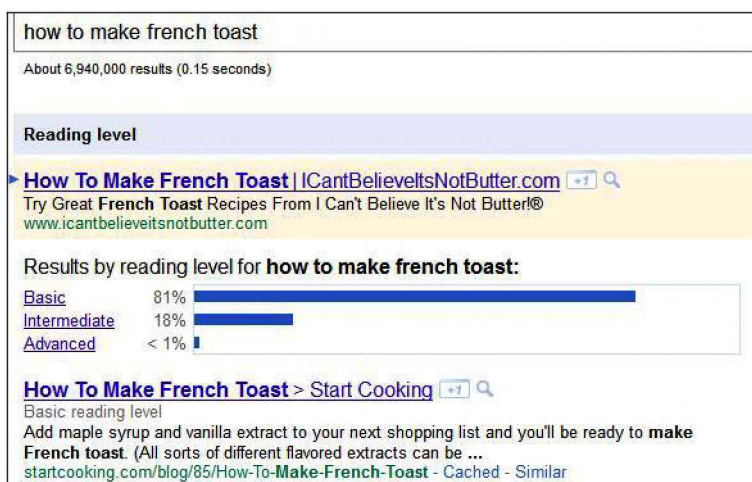 how to make french toast
About 6,940,000 results (0.15 seconds)
Reading level
How To Make French Toast | ICantBelieveItsNotButter.com +1
Try Great French Toast Recipes From I Can't Believe It's Not Butter!®
www.icantbelieveitsnotbutter.com
Results by reading level for how to make french toast:
Basic 81%
Intermediate 18%
Advanced < 1%
How To Make French Toast > Start Cooking +1
Basic reading level
Add maple syrup and vanilla extract to your next shopping list and you'll be ready to make
French toast. (All sorts of different flavored extracts can be ...
startcooking.com/blog/85/How-To-Make-French-Toast - Cached - Similar